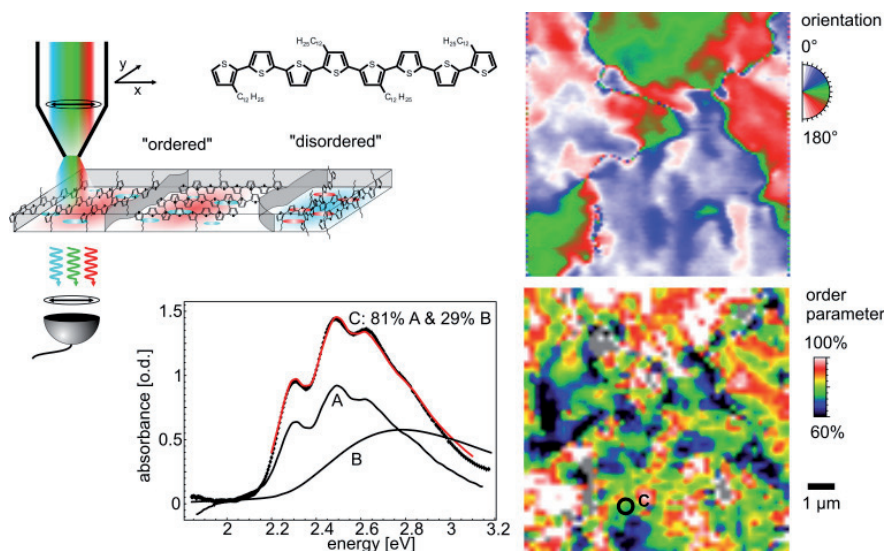 y
x
H₂₅C₁₂
H₂₅C₁₂
S S S S S S S S
C₁₂H₂₅
C₁₂H₂₅
"ordered"
"disordered"
orientation
0°
180°
1.5
1
0.5
0
absorbance [o.d.]
C: 81% A & 29% B
A
B
2
2.2
2.4
2.6
2.8
3
3.2
energy [eV]
order
parameter
100%
60%
1 µm
C